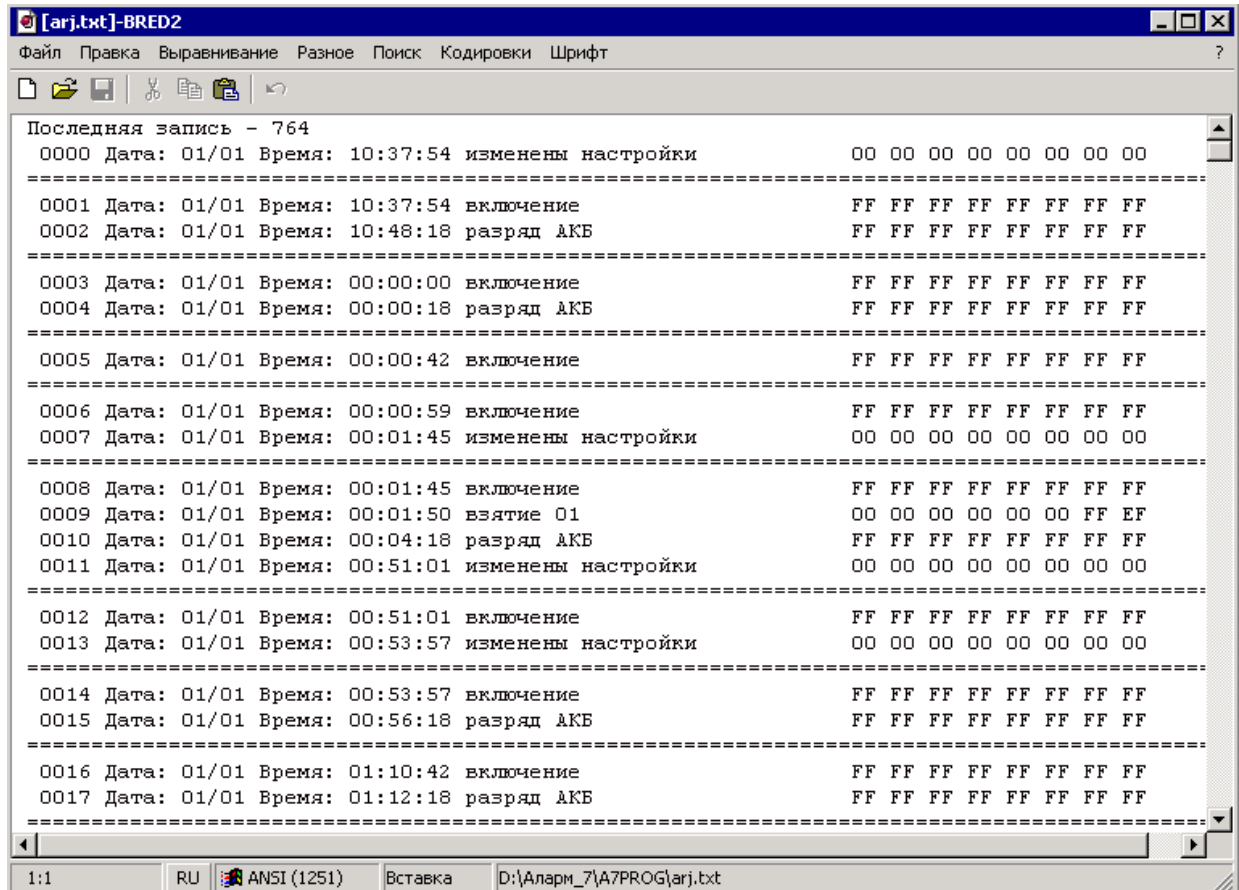 [arj.txt]-BRED2
Файл Правка Выравнивание Разное Поиск Кодировки Шрифт ?
Последняя запись - 764
0000 Дата: 01/01 Время: 10:37:54 изменены настройки 00 00 00 00 00 00 00 00
==========================================================================================
0001 Дата: 01/01 Время: 10:37:54 включение FF FF FF FF FF FF FF FF
0002 Дата: 01/01 Время: 10:48:18 разряд АКБ FF FF FF FF FF FF FF FF
==========================================================================================
0003 Дата: 01/01 Время: 00:00:00 включение FF FF FF FF FF FF FF FF
0004 Дата: 01/01 Время: 00:00:18 разряд АКБ FF FF FF FF FF FF FF FF
==========================================================================================
0005 Дата: 01/01 Время: 00:00:42 включение FF FF FF FF FF FF FF FF
==========================================================================================
0006 Дата: 01/01 Время: 00:00:59 включение FF FF FF FF FF FF FF FF
0007 Дата: 01/01 Время: 00:01:45 изменены настройки 00 00 00 00 00 00 00 00
==========================================================================================
0008 Дата: 01/01 Время: 00:01:45 включение FF FF FF FF FF FF FF FF
0009 Дата: 01/01 Время: 00:01:50 взятие 01 00 00 00 00 00 00 FF EF
0010 Дата: 01/01 Время: 00:04:18 разряд АКБ FF FF FF FF FF FF FF FF
0011 Дата: 01/01 Время: 00:51:01 изменены настройки 00 00 00 00 00 00 00 00
==========================================================================================
0012 Дата: 01/01 Время: 00:51:01 включение FF FF FF FF FF FF FF FF
0013 Дата: 01/01 Время: 00:53:57 изменены настройки 00 00 00 00 00 00 00 00
==========================================================================================
0014 Дата: 01/01 Время: 00:53:57 включение FF FF FF FF FF FF FF FF
0015 Дата: 01/01 Время: 00:56:18 разряд АКБ FF FF FF FF FF FF FF FF
==========================================================================================
0016 Дата: 01/01 Время: 01:10:42 включение FF FF FF FF FF FF FF FF
0017 Дата: 01/01 Время: 01:12:18 разряд АКБ FF FF FF FF FF FF FF FF
==========================================================================================
1:1 RU ANSI (1251) Вставка D:\Аларм_7\A7PROG\arj.txt